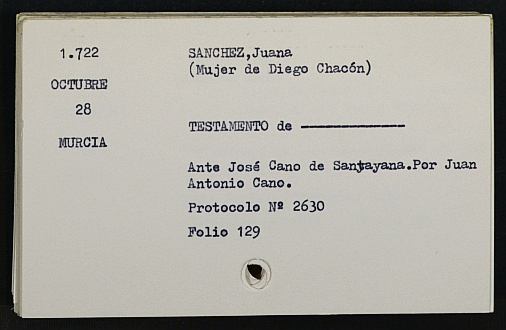 1.722
OCTUBRE
28
MURCIA
SANCHEZ,Juana
(Mujer de Diego Chacón)
TESTAMENTO de ——————
Ante José Cano de Santayana.Por Juan
Antonio Cano.
Protocolo Nº 2630
Folio 129